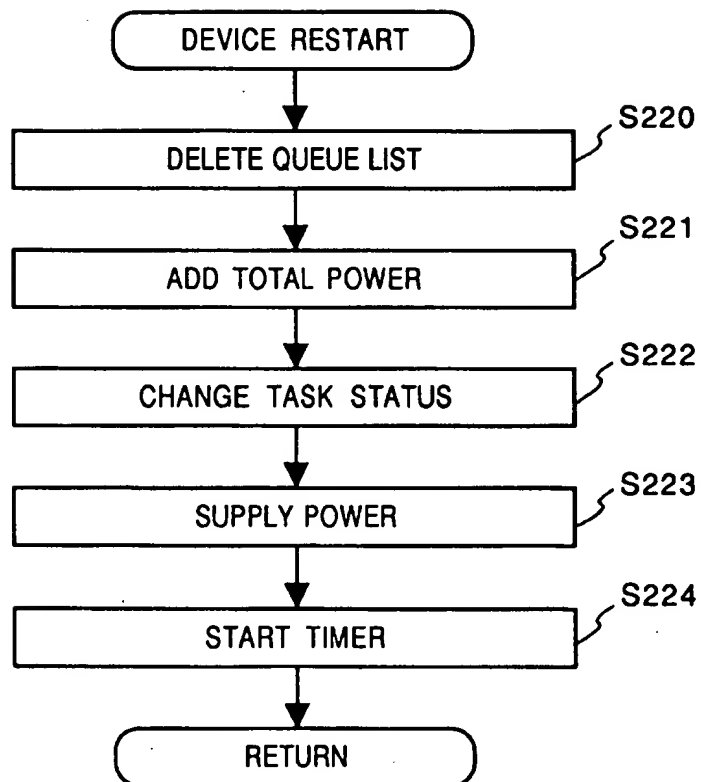 DEVICE RESTART
S220
DELETE QUEUE LIST
S221
ADD TOTAL POWER
S222
CHANGE TASK STATUS
S223
SUPPLY POWER
S224
START TIMER
RETURN